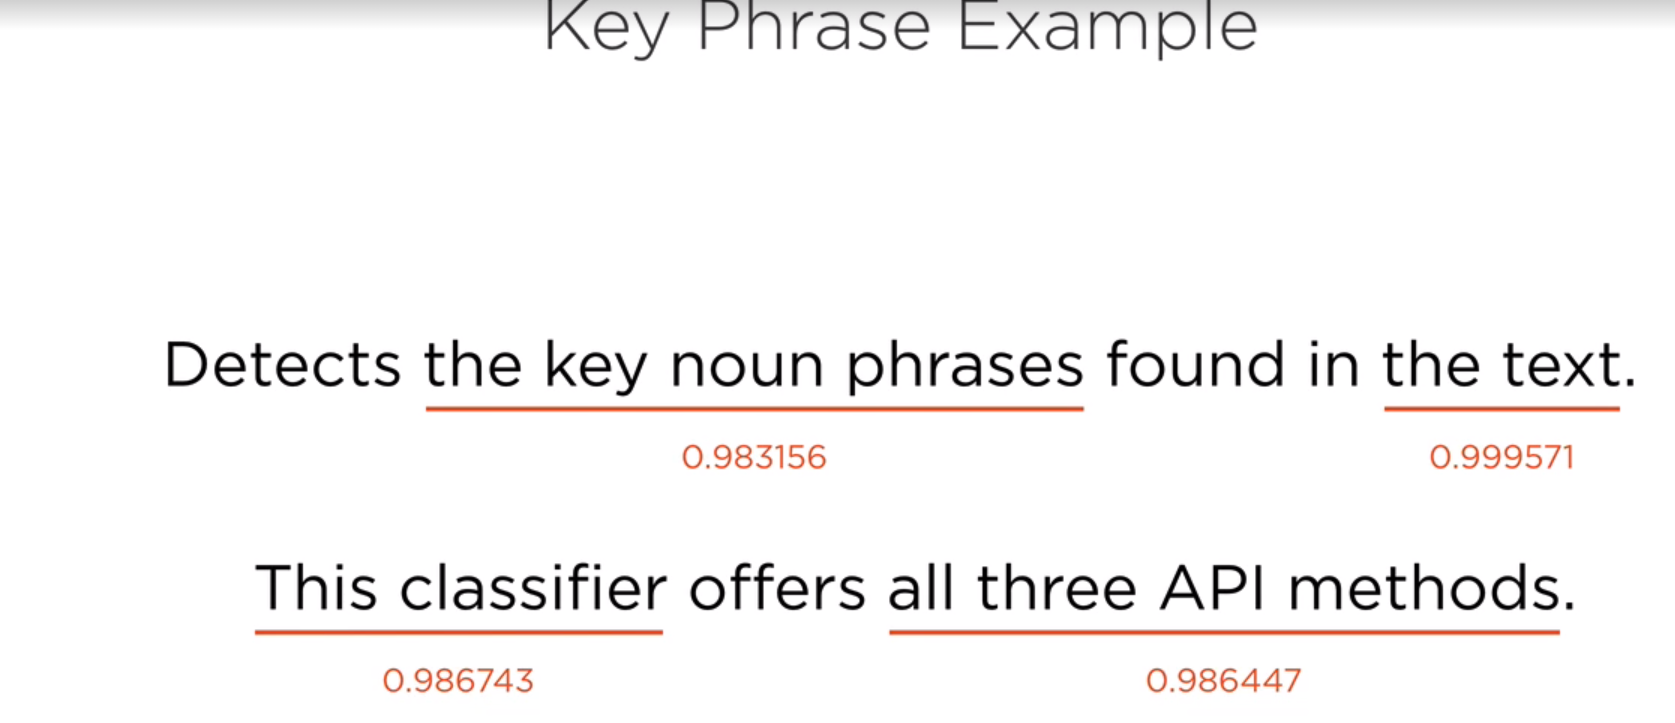 Key Phrase Example
Detects the key noun phrases found in the text.
0.983156 0.999571
This classifier offers all three API methods.
0.986743 0.986447